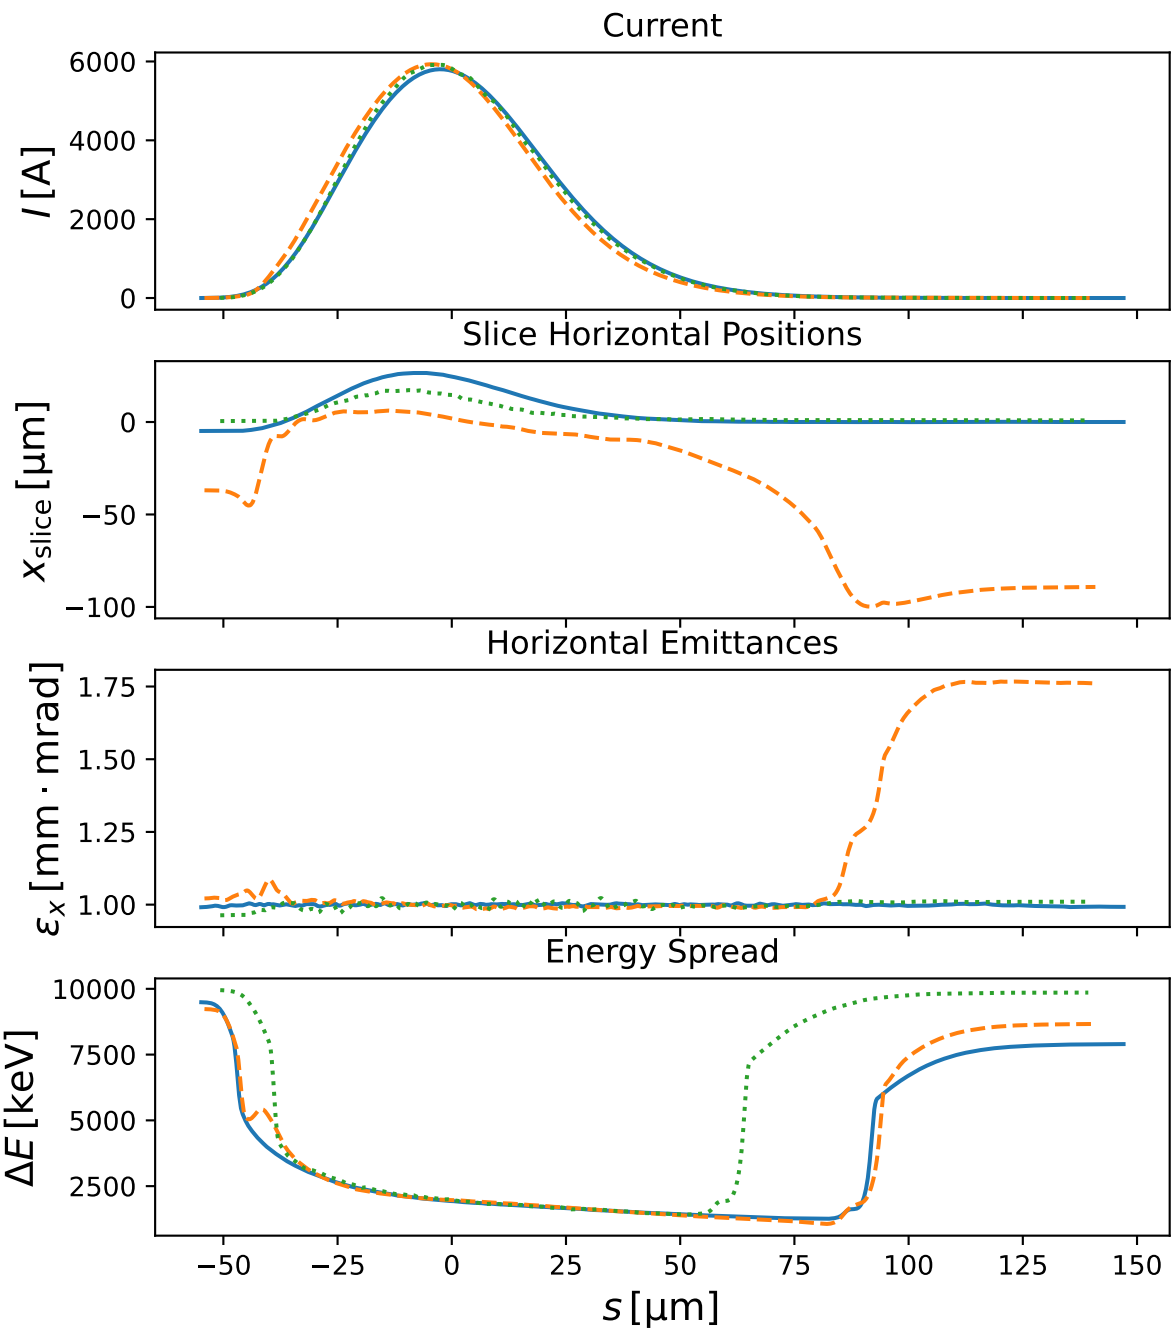 Current
6000
4000
2000
0
I [A]
Slice Horizontal Positions
0
−50
−100
x_slice [μm]
Horizontal Emittances
1.75
1.50
1.25
1.00
ε_x [mm · mrad]
Energy Spread
10000
7500
5000
2500
ΔE [keV]
−50 −25 0 25 50 75 100 125 150
s [μm]